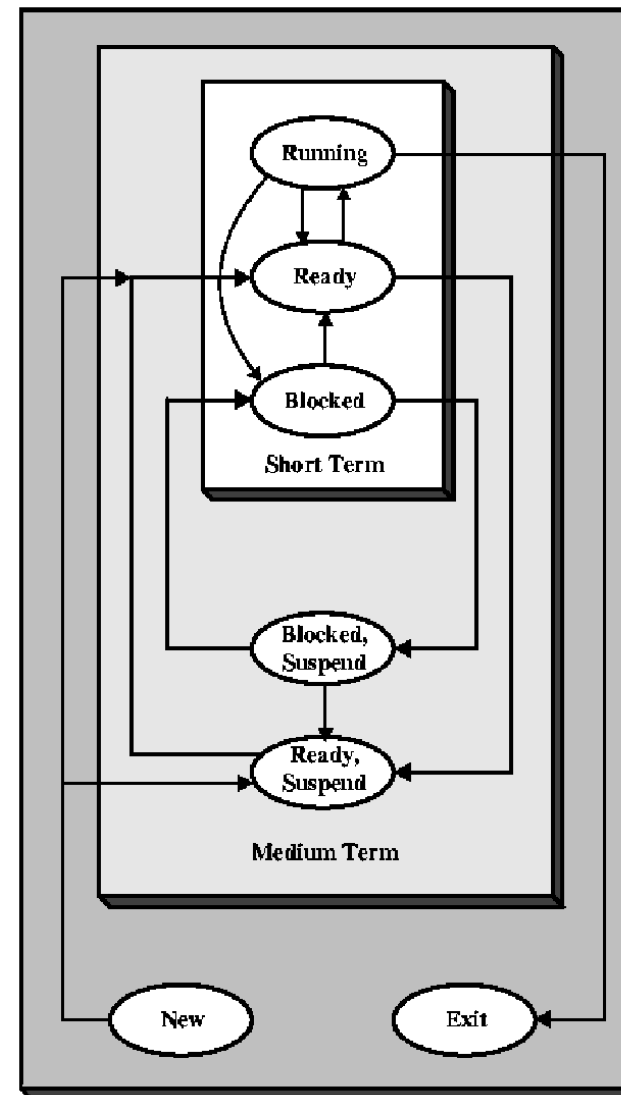 Running
Ready
Blocked
Short Term
Blocked,
Suspend
Ready,
Suspend
Medium Term
New
Exit